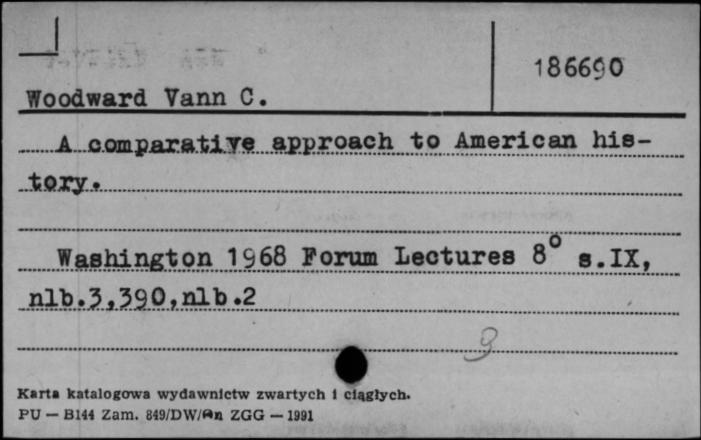 186690
Woodward Vann C.
A comparative approach to American his-
tory.
Washington 1968 Forum Lectures 8° s.IX,
nlb.3,390,nlb.2
9
Karta katalogowa wydawnictw zwartych i ciągłych.
PU — B144 Zam. 849/DW/An ZGG — 1991